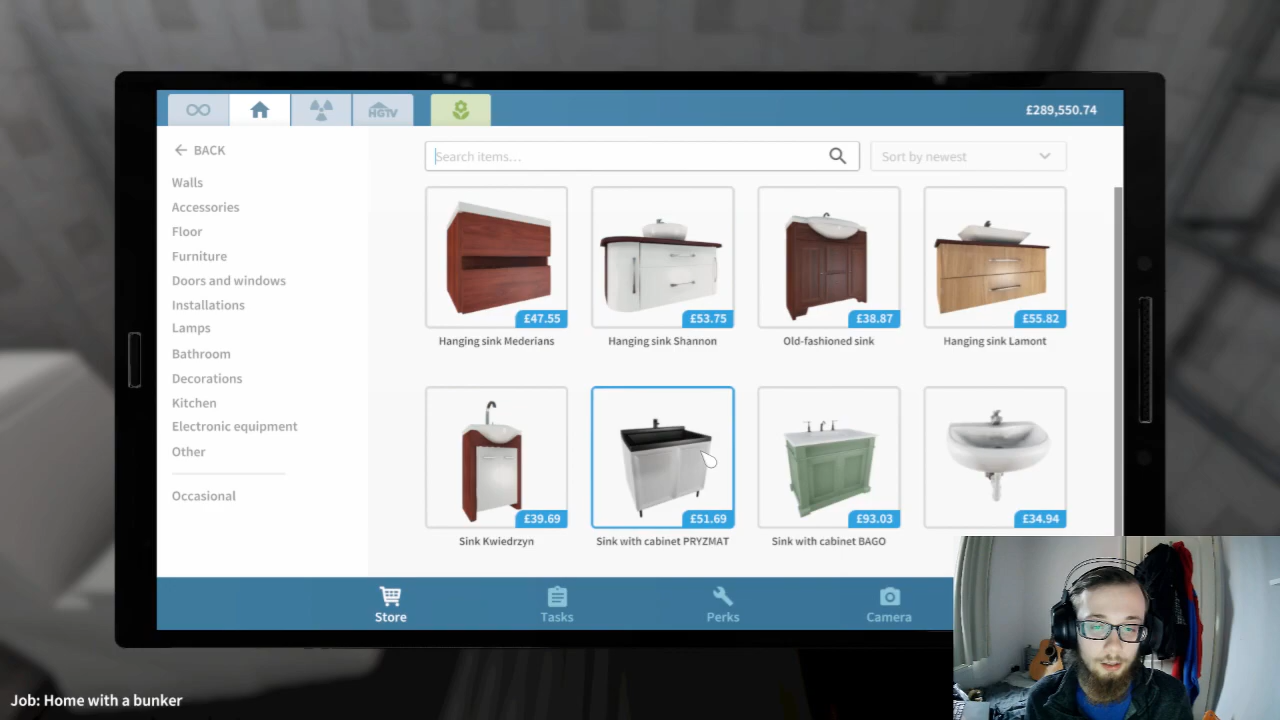 HGTV
£289,550.74
BACK
Search items...
Sort by newest
Walls
Accessories
Floor
Furniture
Doors and windows
Installations
Lamps
Bathroom
Decorations
Kitchen
Electronic equipment
Other
Occasional
£47.55
£53.75
£38.87
£55.82
Hanging sink Mederians
Hanging sink Shannon
Old-fashioned sink
Hanging sink Lamont
£39.69
£51.69
£93.03
£34.94
Sink Kwiedrzyn
Sink with cabinet PRYZMAT
Sink with cabinet BAGO
Store
Tasks
Perks
Camera
Job: Home with a bunker